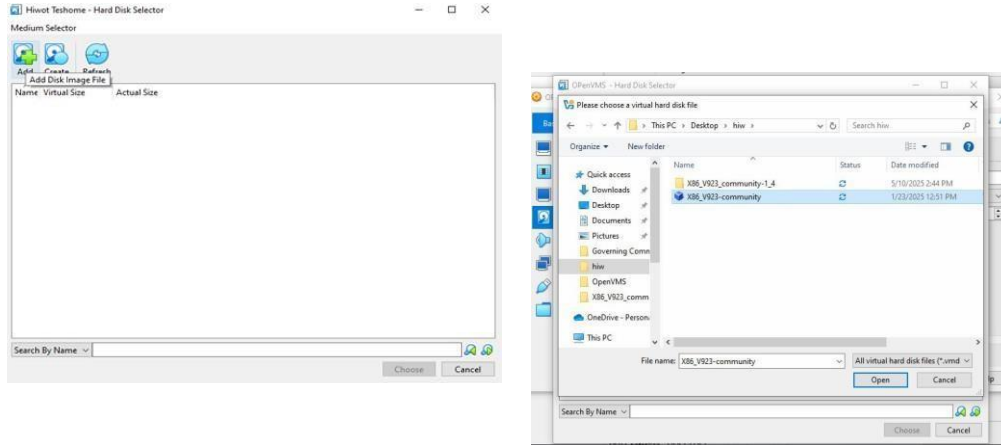 Hiwot Teshome - Hard Disk Selector
Medium Selector
Add Create Refresh
Add Disk Image File
Name Virtual Size Actual Size
Search By Name
Choose Cancel
OPenVMS - Hard Disk Selector
Please choose a virtual hard disk file
This PC > Desktop > hiw >
Search hiw
Organize New folder
Name Status Date modified
Quick access
Downloads
Desktop
Documents
Pictures
Governing Comm
hiw
OpenVMS
X86_V923_comm
OneDrive - Person
This PC
X86_V923_community-1_4 5/10/2025 2:44 PM
X86_V923-community 1/23/2025 12:51 PM
File name: X86_V923-community
All virtual hard disk files (*.vmd
Open Cancel
Search By Name
Choose Cancel